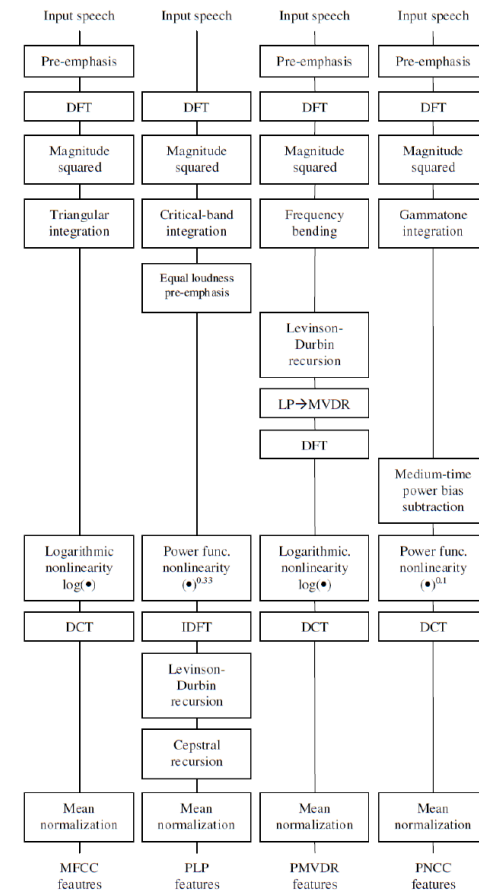 Input speech Input speech Input speech Input speech
Pre-emphasis Pre-emphasis Pre-emphasis
DFT DFT DFT DFT
Magnitude Magnitude Magnitude Magnitude
squared squared squared squared
Triangular Critical-band Frequency Gammatone
integration integration bending integration
Equal loudness
pre-emphasis
Levinson-
Durbin
recursion
LP→MVDR
DFT
Medium-time
power bias
subtraction
Logarithmic Power func. Logarithmic. Power func.
nonlinearity nonlinearity nonlinearity nonlinearity
log(•) (•)^0.33 log(•) (•)^0.1
DCT IDFT DCT DCT
Levinson-
Durbin
recursion
Cepstral
recursion
Mean Mean Mean Mean
normalization normalization normalization normalization
MFCC PLP PMVDR PNCC
feautres features features features